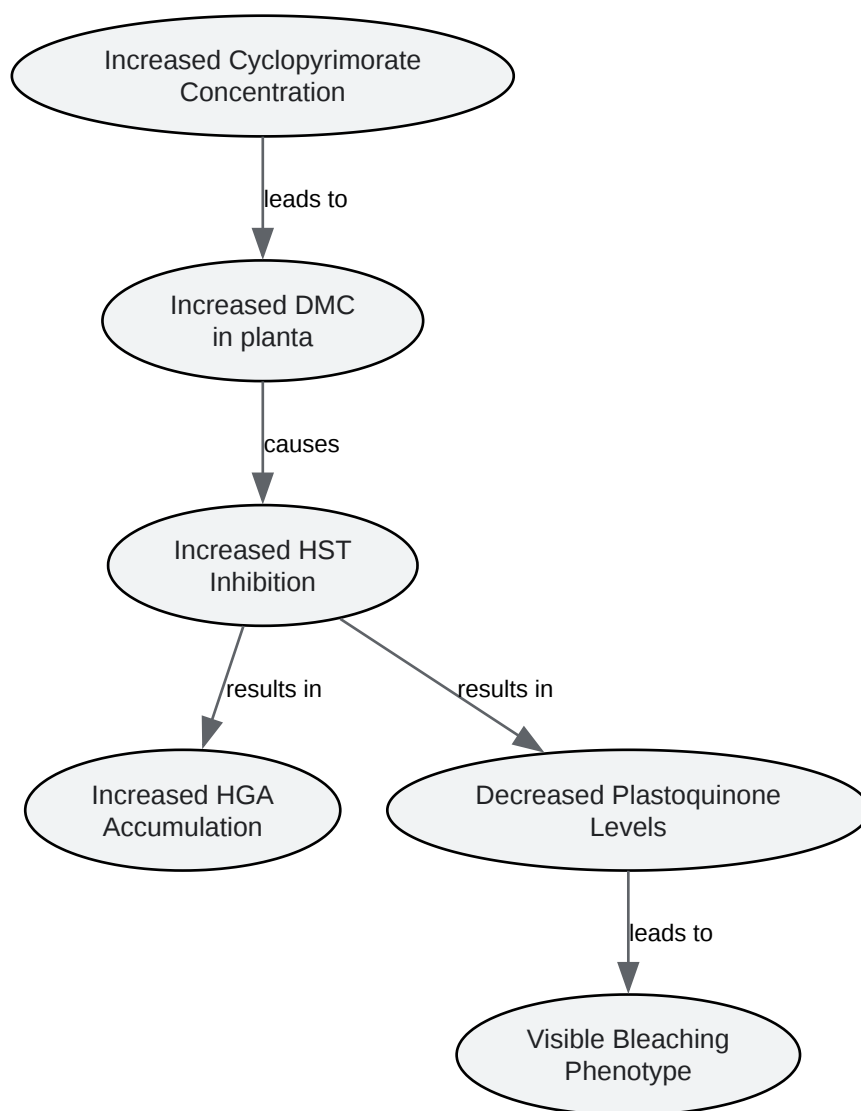 Increased Cyclopyrimorate
Concentration
leads to
Increased DMC
in planta
causes
Increased HST
Inhibition
results in
results in
Increased HGA
Accumulation
Decreased Plastoquinone
Levels
leads to
Visible Bleaching
Phenotype